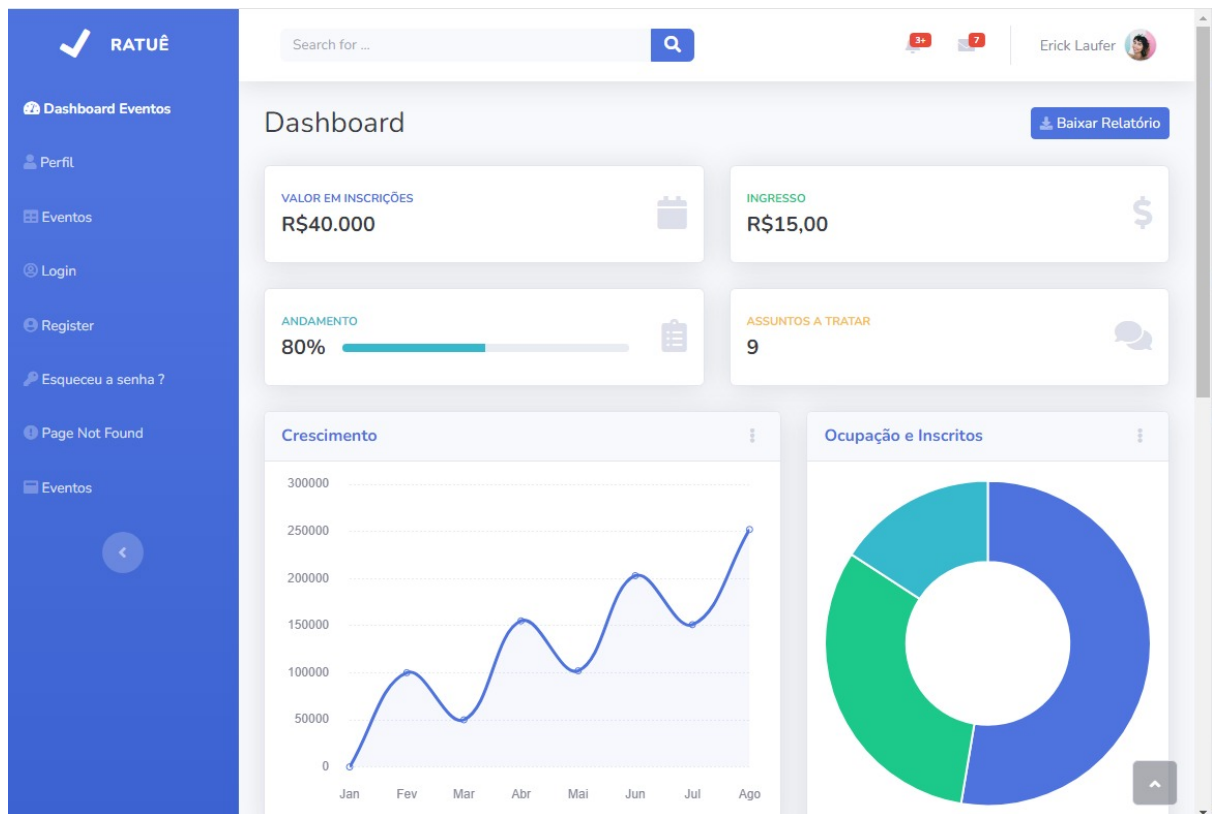 RATUÊ
Dashboard Eventos
Perfil
Eventos
Login
Register
Esqueceu a senha ?
Page Not Found
Eventos
Search for ...
3+
7
Erick Laufer
Dashboard
Baixar Relatório
VALOR EM INSCRIÇÕES
R$40.000
INGRESSO
R$15,00
ANDAMENTO
80%
ASSUNTOS A TRATAR
9
Crescimento
300000
250000
200000
150000
100000
50000
0
Jan Fev Mar Abr Mai Jun Jul Ago
Ocupação e Inscritos